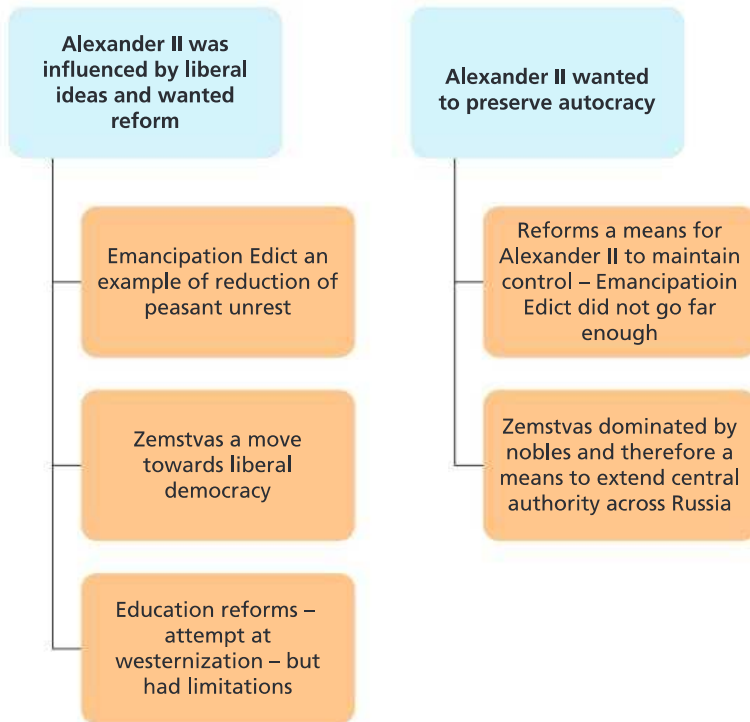 Alexander II was
influenced by liberal
ideas and wanted
reform
Emancipation Edict an
example of reduction of
peasant unrest
Zemstvas a move
towards liberal
democracy
Education reforms –
attempt at
westernization – but
had limitations
Alexander II wanted
to preserve autocracy
Reforms a means for
Alexander II to maintain
control – Emancipatioin
Edict did not go far
enough
Zemstvas dominated by
nobles and therefore a
means to extend central
authority across Russia